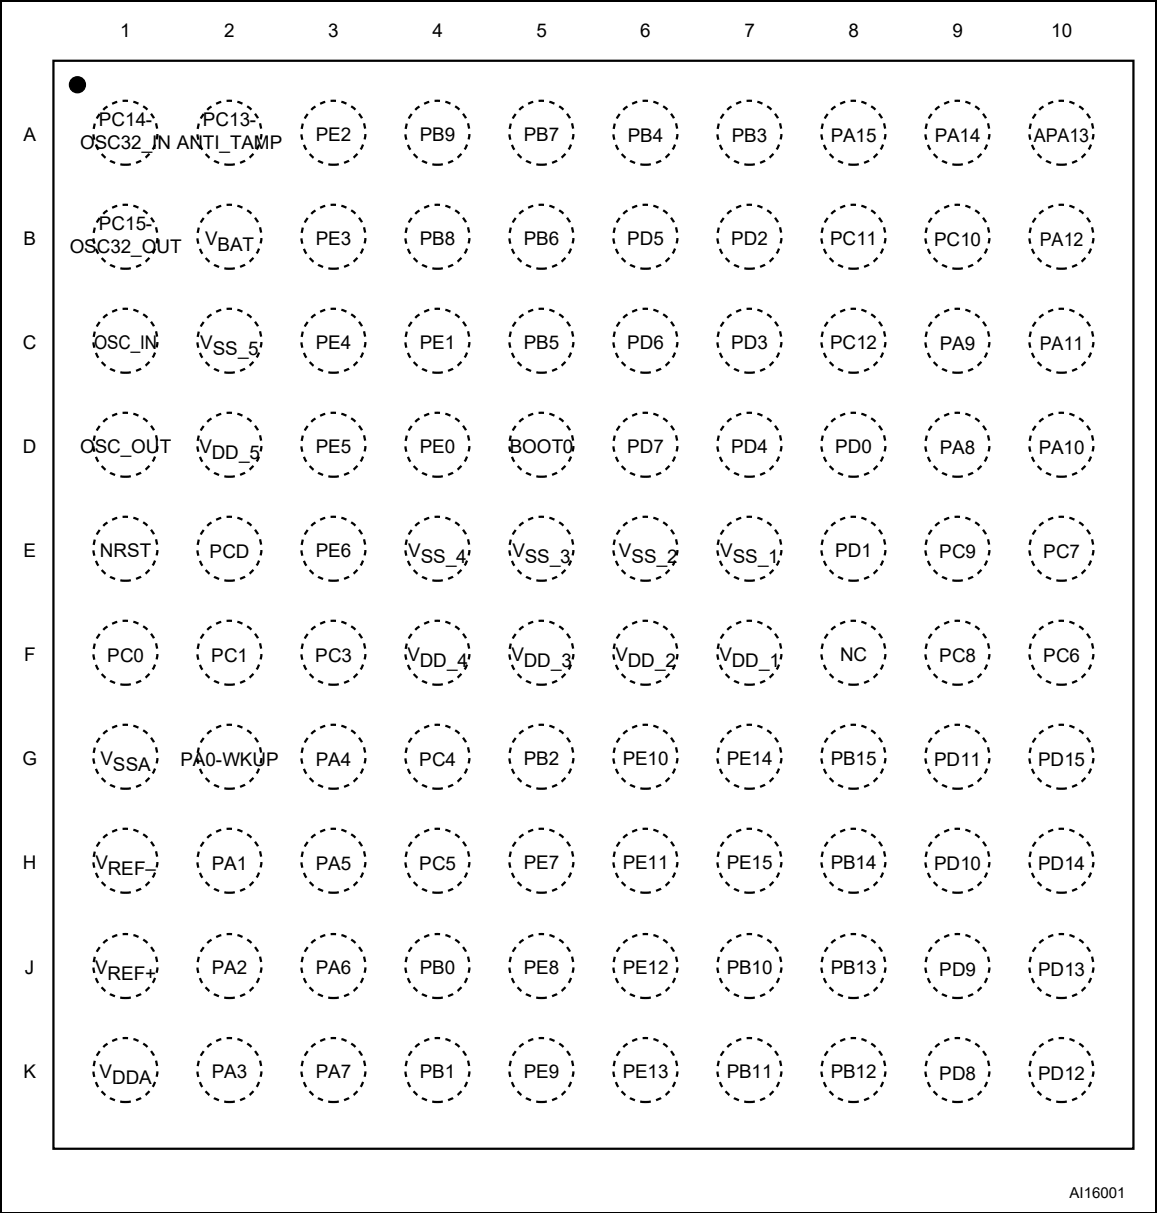 1 2 3 4 5 6 7 8 9 10
A PC14- OSC32_IN PC13- ANTI_TAMP PE2 PB9 PB7 PB4 PB3 PA15 PA14 APA13
B PC15- OSC32_OUT VBAT PE3 PB8 PB6 PD5 PD2 PC11 PC10 PA12
C OSC_IN VSS_5 PE4 PE1 PB5 PD6 PD3 PC12 PA9 PA11
D OSC_OUT VDD_5 PE5 PE0 BOOT0 PD7 PD4 PD0 PA8 PA10
E NRST PCD PE6 VSS_4 VSS_3 VSS_2 VSS_1 PD1 PC9 PC7
F PC0 PC1 PC3 VDD_4 VDD_3 VDD_2 VDD_1 NC PC8 PC6
G VSSA PA0-WKUP PA4 PC4 PB2 PE10 PE14 PB15 PD11 PD15
H VREF– PA1 PA5 PC5 PE7 PE11 PE15 PB14 PD10 PD14
J VREF+ PA2 PA6 PB0 PE8 PE12 PB10 PB13 PD9 PD13
K VDDA PA3 PA7 PB1 PE9 PE13 PB11 PB12 PD8 PD12
AI16001